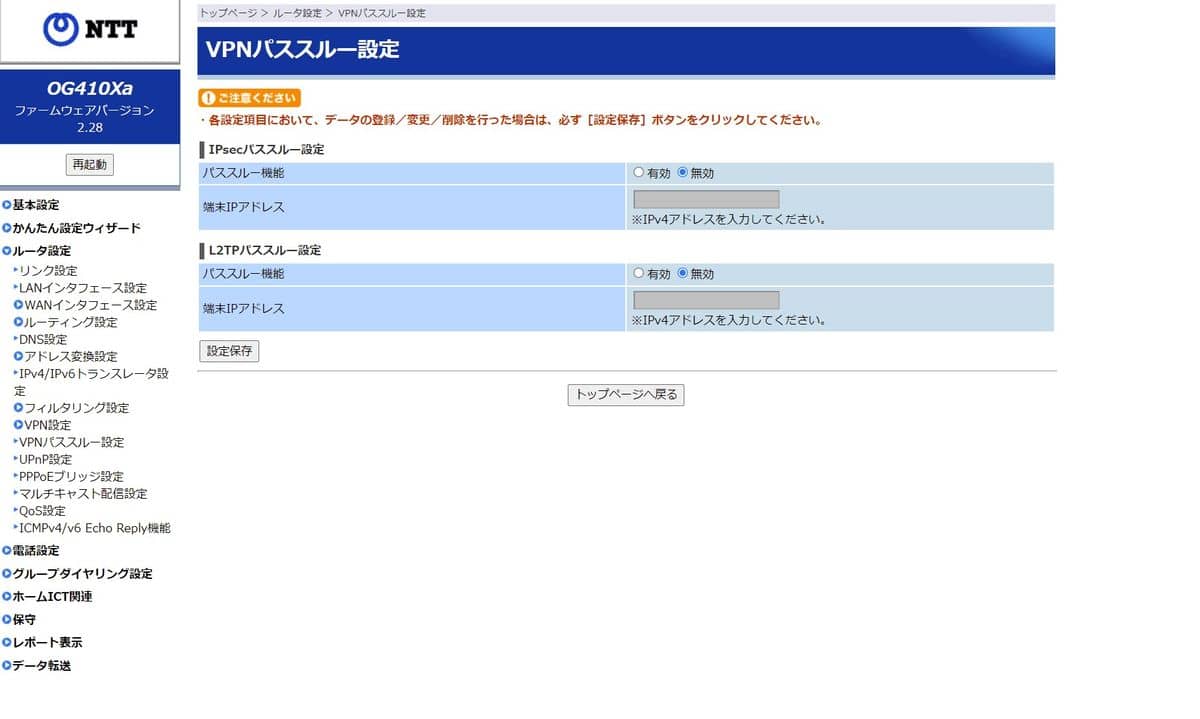 NTT
OG410Xa
ファームウェアバージョン
2.28
再起動
基本設定
かんたん設定ウィザード
ルータ設定
リンク設定
LANインタフェース設定
WANインタフェース設定
ルーティング設定
DNS設定
アドレス変換設定
IPv4/IPv6トランスレータ設
定
フィルタリング設定
VPN設定
VPNパススルー設定
UPnP設定
PPPoEブリッジ設定
マルチキャスト配信設定
QoS設定
ICMPv4/v6 Echo Reply機能
電話設定
グループダイヤリング設定
ホームICT関連
保守
レポート表示
データ転送
トップページ > ルータ設定 > VPNパススルー設定
VPNパススルー設定
ご注意ください
・各設定項目において、データの登録／変更／削除を行った場合は、必ず［設定保存］ボタンをクリックしてください。
IPsecパススルー設定
パススルー機能 有効 無効
端末IPアドレス
※IPv4アドレスを入力してください。
L2TPパススルー設定
パススルー機能 有効 無効
端末IPアドレス
※IPv4アドレスを入力してください。
設定保存
トップページへ戻る